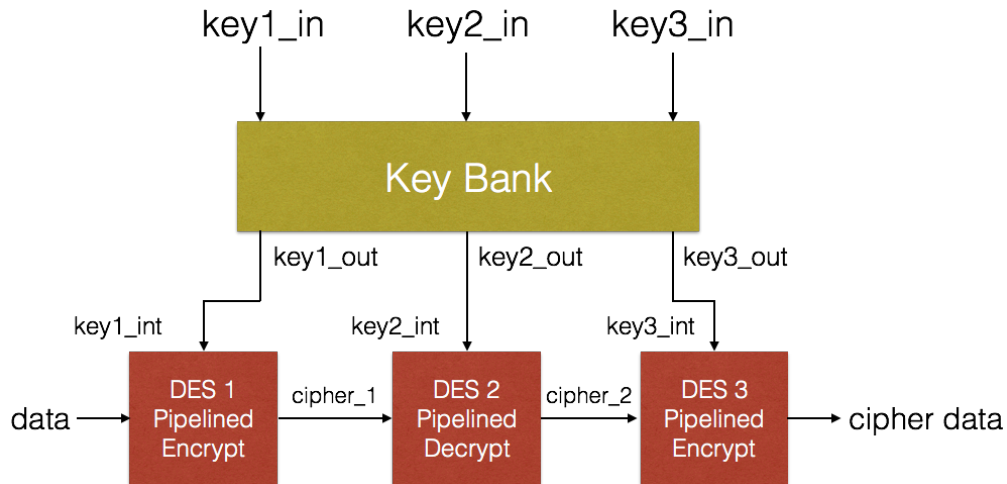 key1_in
key2_in
key3_in
Key Bank
key1_out
key2_out
key3_out
key1_int
key2_int
key3_int
data
DES 1
Pipelined
Encrypt
cipher_1
DES 2
Pipelined
Decrypt
cipher_2
DES 3
Pipelined
Encrypt
cipher data